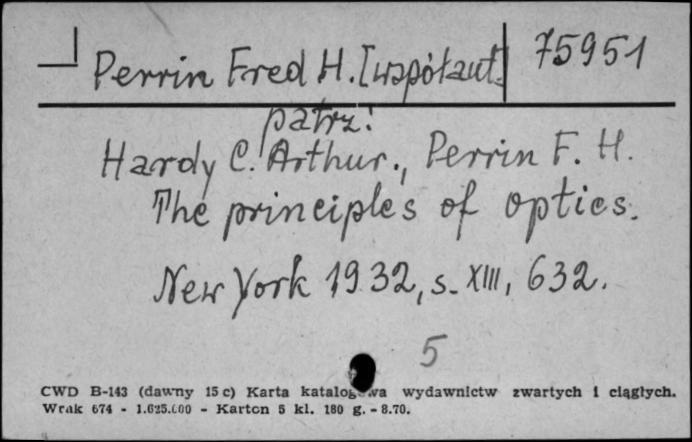 Perrin Fred H. [współaut.] 75951
patrz:
Hardy C. Arthur., Perrin F. H.
The principles of optics.
New York 1932, s. XIII, 632.
5
CWD B-143 (dawny 15 c) Karta katalogowa wydawnictw zwartych i ciągłych.
Wrak 674 - 1.625.000 - Karton 5 kl. 180 g. - 8.70.